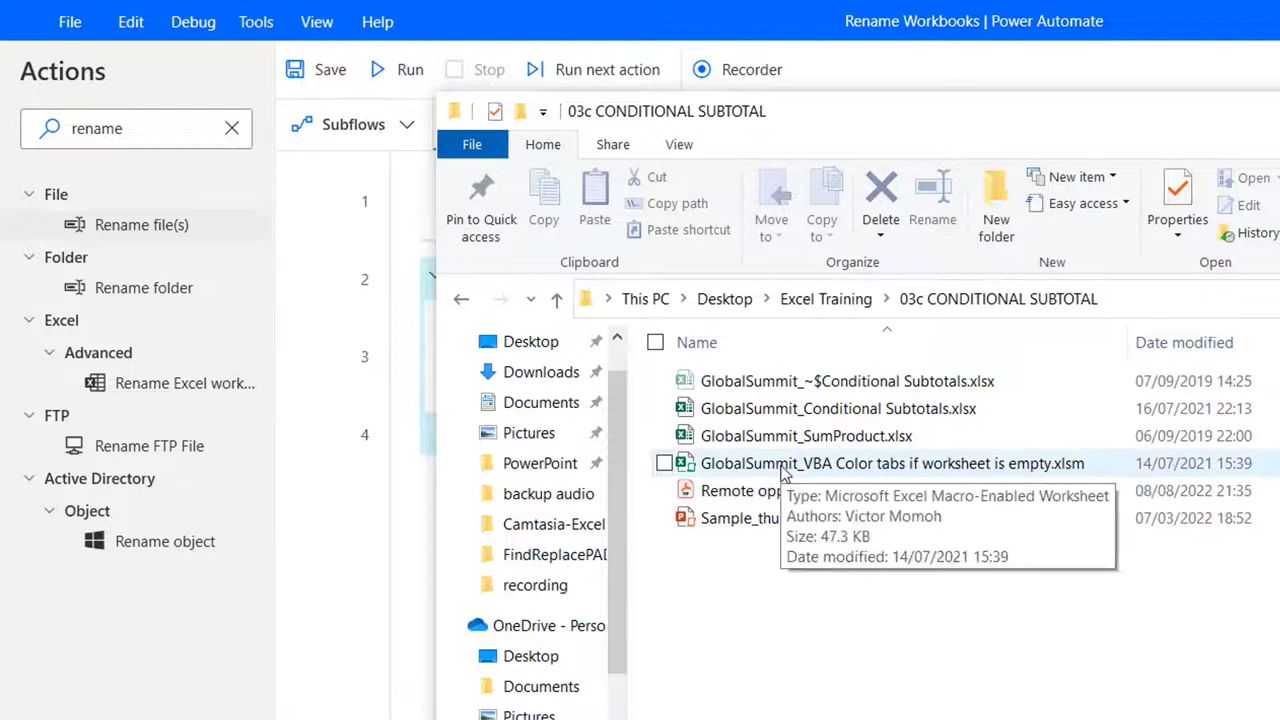 File Edit Debug Tools View Help
Rename Workbooks | Power Automate
Actions
rename
File
Rename file(s)
Folder
Rename folder
Excel
Advanced
Rename Excel work...
FTP
Rename FTP File
Active Directory
Object
Rename object
Save Run Stop Run next action Recorder
Subflows
1
2
3
4
03c CONDITIONAL SUBTOTAL
File Home Share View
Pin to Quick access
Copy
Paste
Cut
Copy path
Paste shortcut
Clipboard
Move to
Copy to
Delete
Rename
Organize
New folder
New item
Easy access
New
Properties
Open
Edit
History
Open
This PC Desktop Excel Training 03c CONDITIONAL SUBTOTAL
Desktop
Downloads
Documents
Pictures
PowerPoint
backup audio
Camtasia-Excel
FindReplacePAD
recording
OneDrive - Perso
Desktop
Documents
Pictures
Name Date modified
GlobalSummit_~$Conditional Subtotals.xlsx 07/09/2019 14:25
GlobalSummit_Conditional Subtotals.xlsx 16/07/2021 22:13
GlobalSummit_SumProduct.xlsx 06/09/2019 22:00
GlobalSummit_VBA Color tabs if worksheet is empty.xlsm 14/07/2021 15:39
Remote opp 08/08/2022 21:35
Sample_thu 07/03/2022 18:52
Type: Microsoft Excel Macro-Enabled Worksheet
Authors: Victor Momoh
Size: 47.3 KB
Date modified: 14/07/2021 15:39